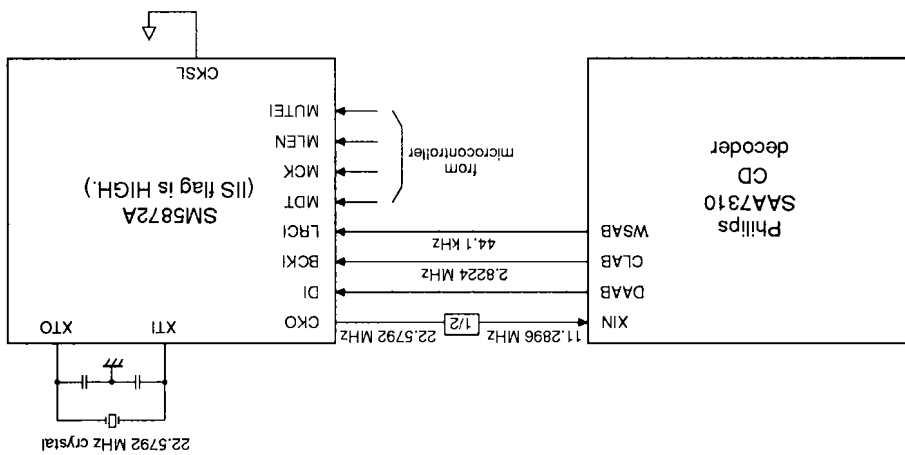 22.5792 MHz crystal
XTI
XTO
XIN
11.2896 MHz
1/2
22.5792 MHz
CKO
DAAB
DI
CLAB
2.8224 MHz
BCKI
WSAB
44.1 kHz
LRCI
Phillips
SAA7310
CD
decoder
from
microcontroller
MDT
MCK
MLEN
MUTEI
SM5872A
(IIS flag is HIGH.)
CKSL